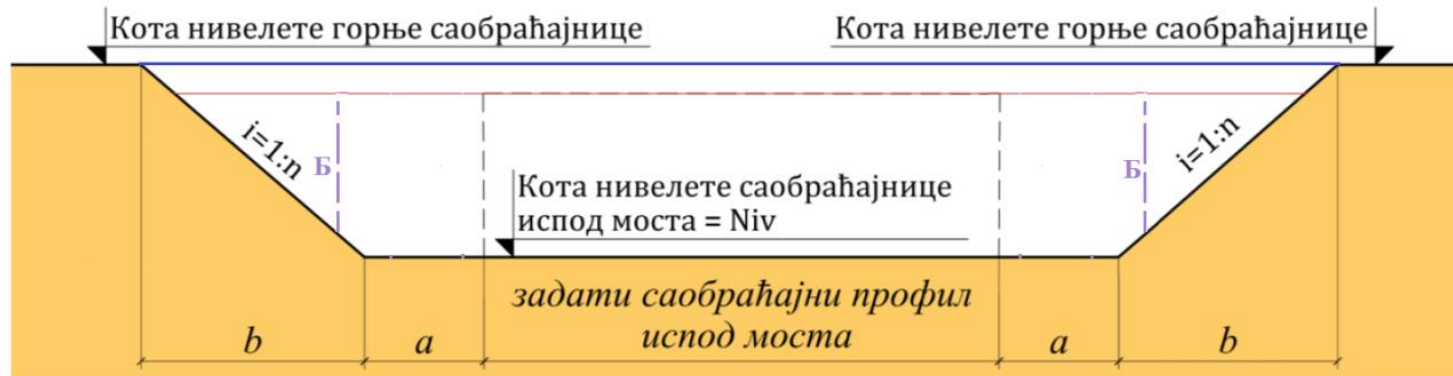 Кота нивелете горње саобраћајнице
Кота нивелете горње саобраћајнице
i=1:n
i=1:n
Б
Б
Кота нивелете саобраћајнице
испод моста = Niv
задати саобраћајни профил
испод моста
b
a
a
b